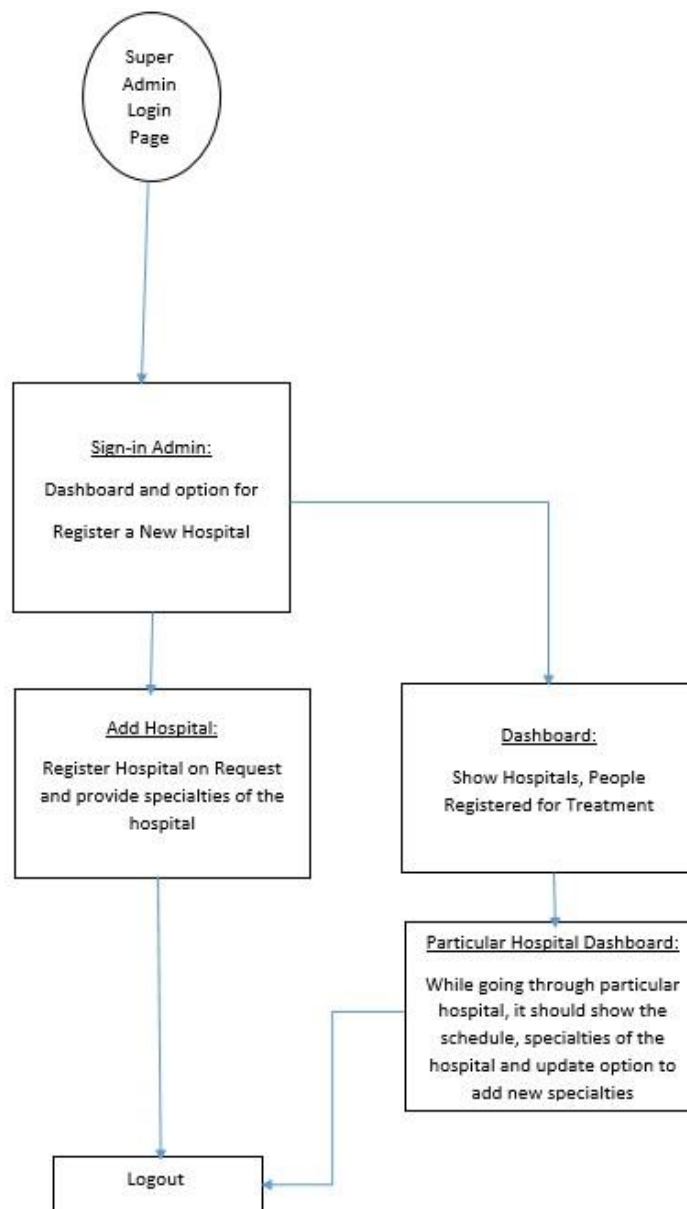 Super
Admin
Login
Page
Sign-in Admin:
Dashboard and option for
Register a New Hospital
Add Hospital:
Register Hospital on Request
and provide specialties of the
hospital
Dashboard:
Show Hospitals, People
Registered for Treatment
Particular Hospital Dashboard:
While going through particular
hospital, it should show the
schedule, specialties of the
hospital and update option to
add new specialties
Logout